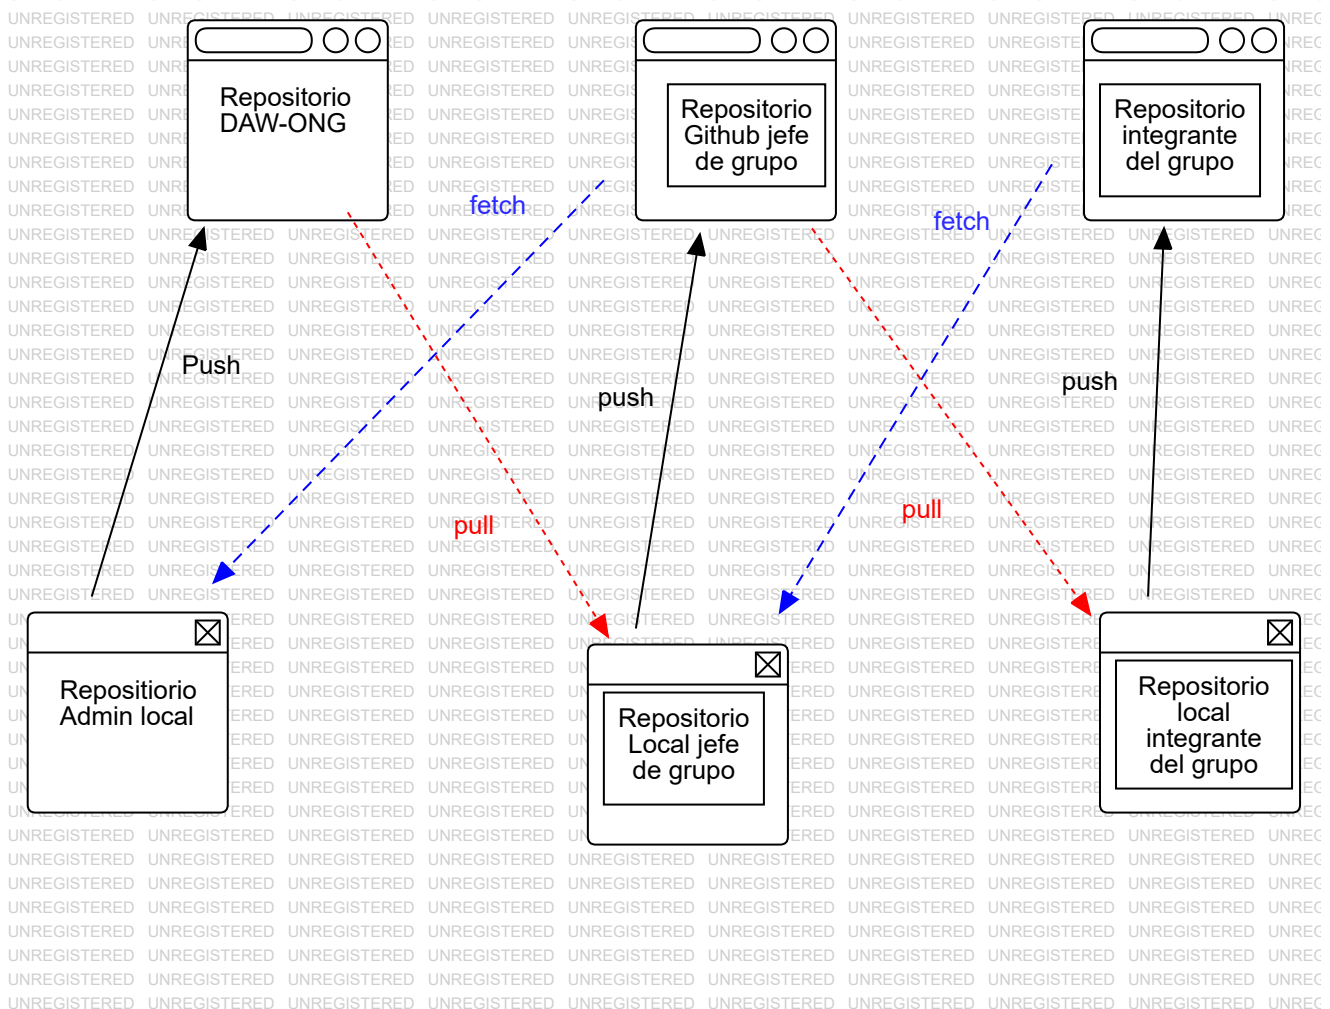 Repositorio
DAW-ONG
Repositorio
Github jefe
de grupo
Repositorio
integrante
del grupo
fetch
fetch
Push
push
push
pull
pull
Repositiorio
Admin local
Repositorio
Local jefe
de grupo
Repositorio
local
integrante
del grupo
UNREGISTERED